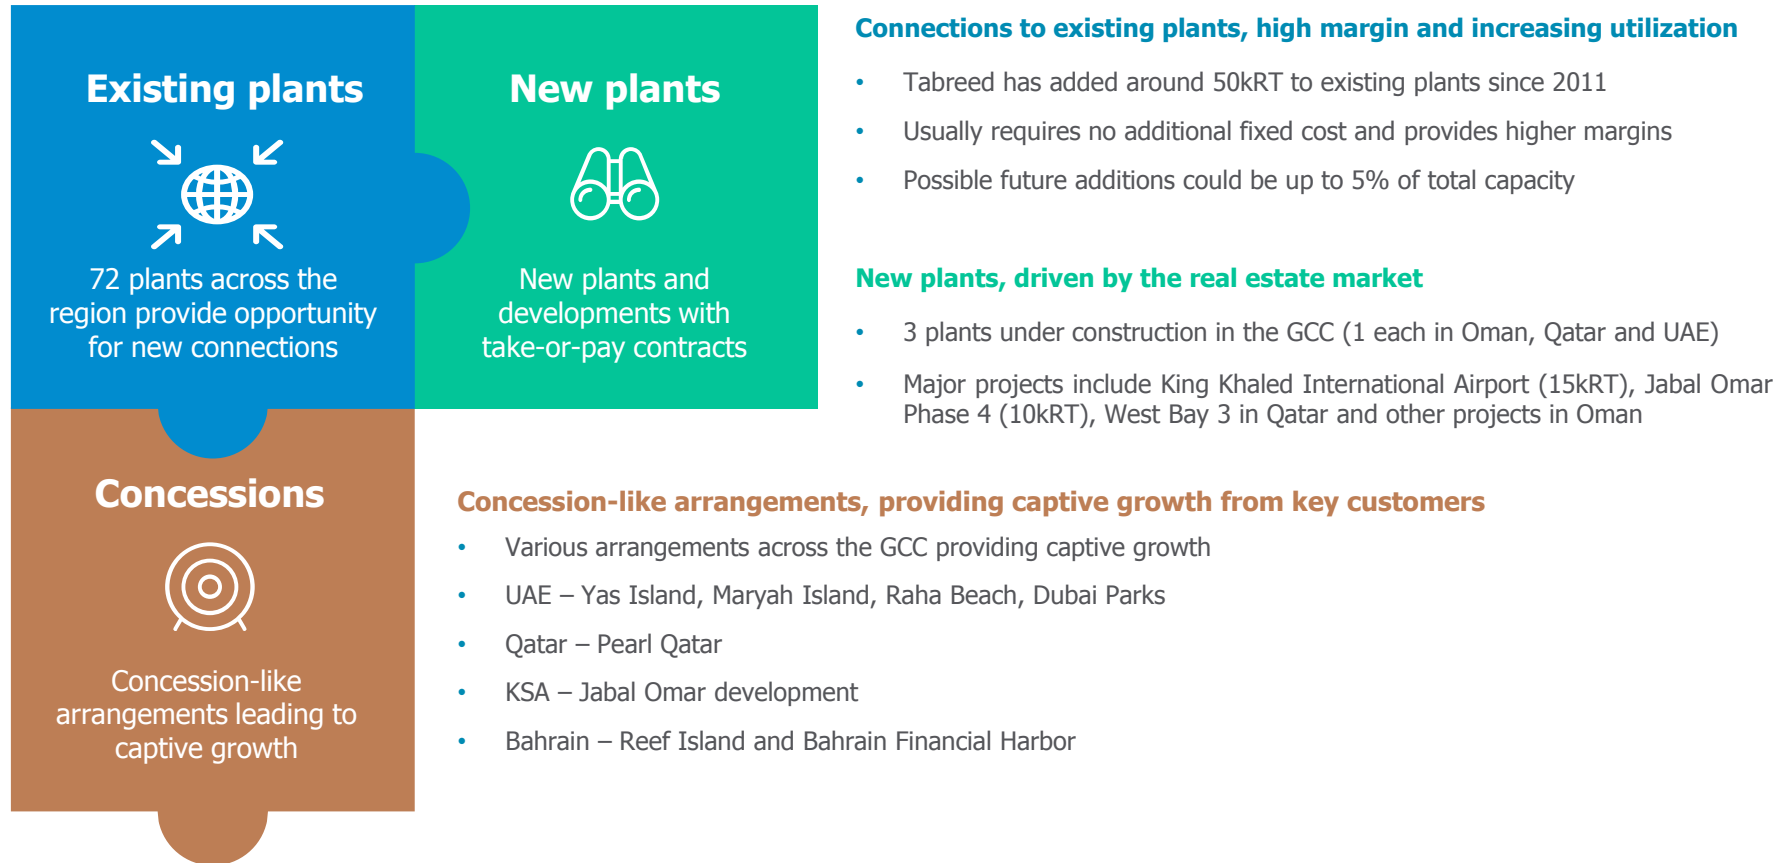 Existing plants
72 plants across the
region provide opportunity
for new connections
New plants
New plants and
developments with
take-or-pay contracts
Connections to existing plants, high margin and increasing utilization
• Tabreed has added around 50kRT to existing plants since 2011
• Usually requires no additional fixed cost and provides higher margins
• Possible future additions could be up to 5% of total capacity
New plants, driven by the real estate market
• 3 plants under construction in the GCC (1 each in Oman, Qatar and UAE)
• Major projects include King Khaled International Airport (15kRT), Jabal Omar
Phase 4 (10kRT), West Bay 3 in Qatar and other projects in Oman
Concessions
Concession-like
arrangements leading to
captive growth
Concession-like arrangements, providing captive growth from key customers
• Various arrangements across the GCC providing captive growth
• UAE – Yas Island, Maryah Island, Raha Beach, Dubai Parks
• Qatar – Pearl Qatar
• KSA – Jabal Omar development
• Bahrain – Reef Island and Bahrain Financial Harbor